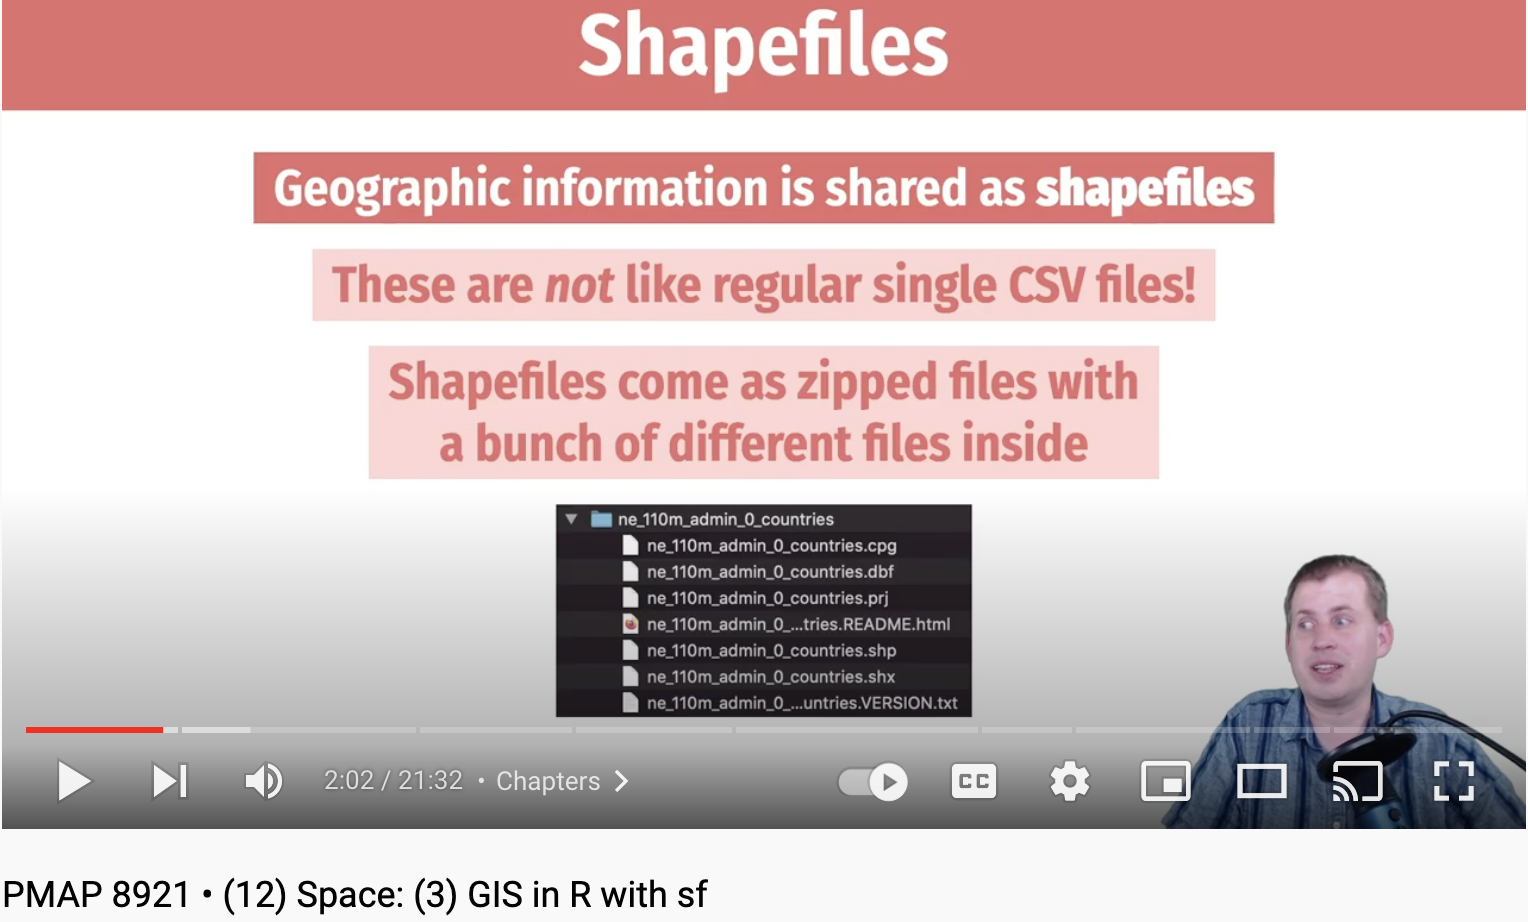 Shapefiles
Geographic information is shared as shapefiles
These are not like regular single CSV files!
Shapefiles come as zipped files with
a bunch of different files inside
ne_110m_admin_0_countries
ne_110m_admin_0_countries.cpg
ne_110m_admin_0_countries.dbf
ne_110m_admin_0_countries.prj
ne_110m_admin_0_...tries.README.html
ne_110m_admin_0_countries.shp
ne_110m_admin_0_countries.shx
ne_110m_admin_0_...untries.VERSION.txt
2:02 / 21:32 • Chapters
CC
PMAP 8921 • (12) Space: (3) GIS in R with sf